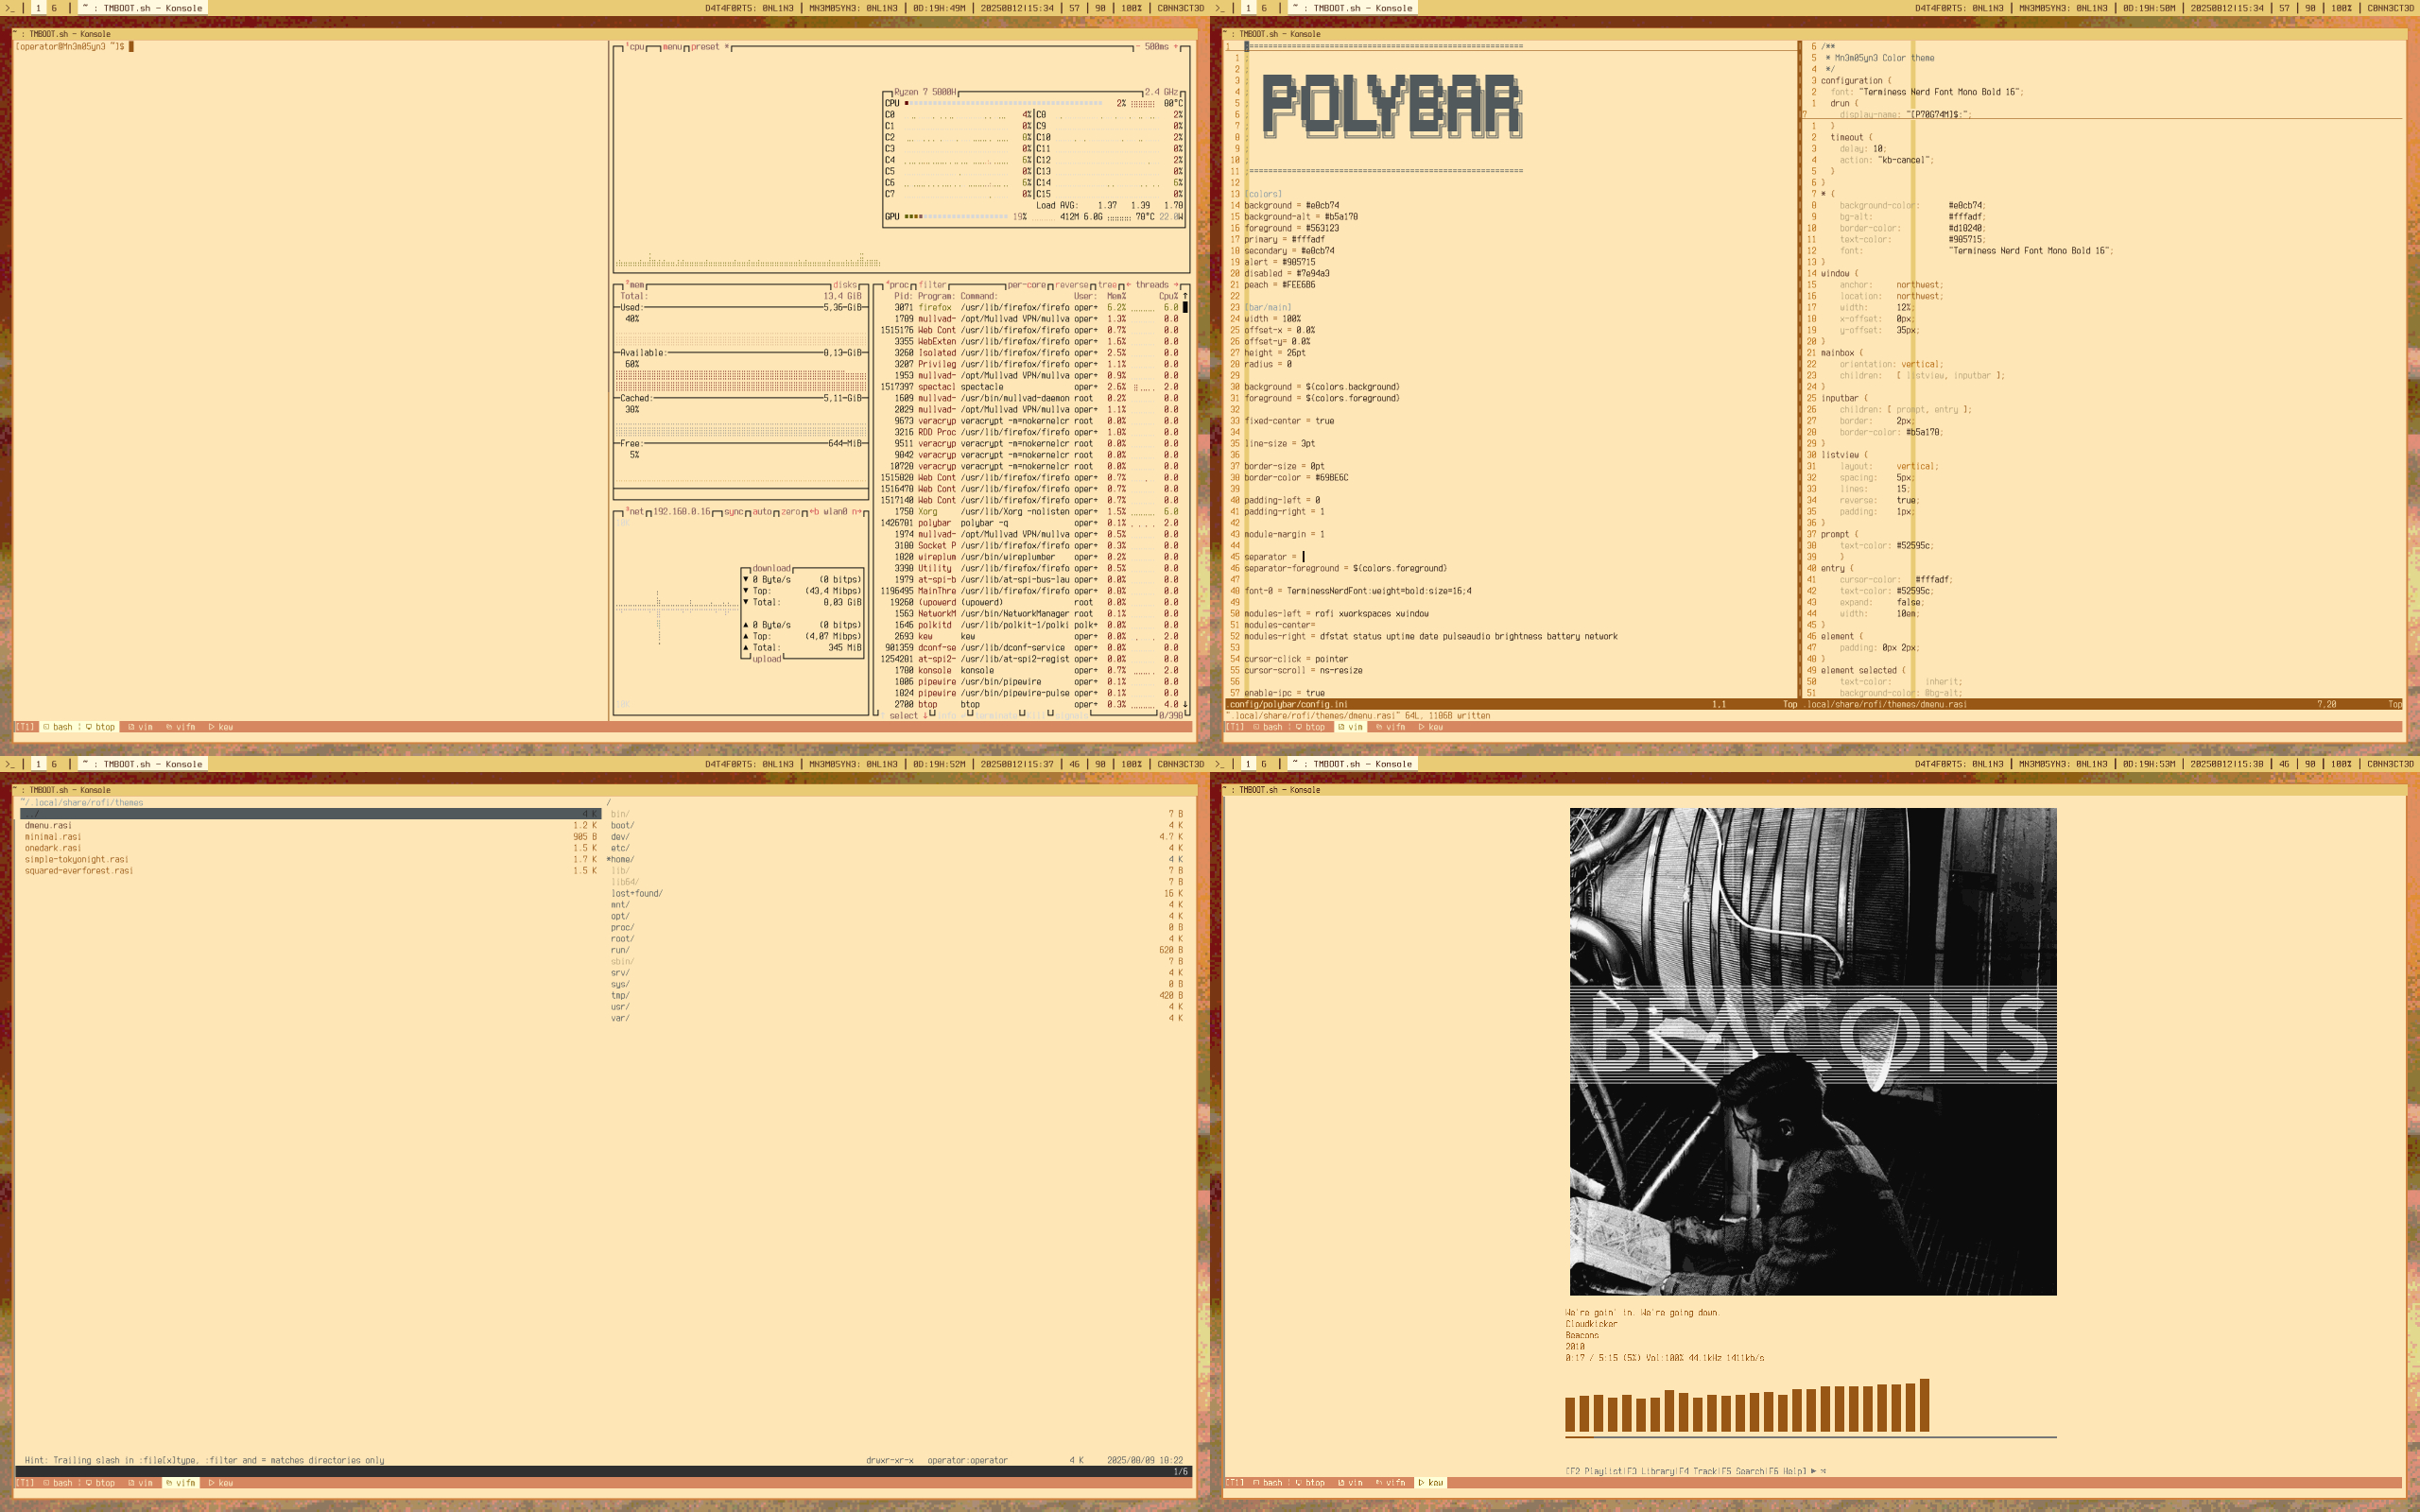 >_ | 1 6 | ~ : TMBOOT.sh – Konsole D4T4F0RT5: 0NL1N3 | MN3M05YN3: 0NL1N3 | 0D:19H:49M | 20250812|15:34 | 57 | 90 | 100% | C0NN3CT3D
~ : TMBOOT.sh – Konsole
[operator@Mn3m05yn3 ~]$
cpu menu preset * - 500ms +
Ryzen 7 5800H 2.4 GHz
CPU 2% 80°C
C0 4% C8 2%
C1 0% C9 0%
C2 8% C10 2%
C3 0% C11 0%
C4 6% C12 2%
C5 0% C13 0%
C6 6% C14 6%
C7 0% C15 0%
Load AVG: 1.37 1.39 1.70
GPU 19% 412M 6.0G 78°C 22.0W
mem disks
Total: 13,4 GiB
Used: 5,36 GiB
40%
Available: 8,13 GiB
60%
Cached: 5,11 GiB
38%
Free: 644 MiB
5%
net 192.168.0.16 sync auto zero <b wlan0 n>
download
▼ 0 Byte/s (0 bitps)
▼ Top: (43,4 Mibps)
▼ Total: 8,03 GiB
▲ 0 Byte/s (0 bitps)
▲ Top: (4,07 Mibps)
▲ Total: 345 MiB
upload
proc filter per-core reverse tree < threads >
Pid: Program: Command: User: Mem% Cpu% ↑
3071 firefox /usr/lib/firefox/firefo oper+ 6.2% 6.0
1789 mullvad- /opt/Mullvad VPN/mullva oper+ 1.3% 0.0
1515176 Web Cont /usr/lib/firefox/firefo oper+ 0.7% 0.0
3355 WebExten /usr/lib/firefox/firefo oper+ 1.6% 0.0
3260 Isolated /usr/lib/firefox/firefo oper+ 2.5% 0.0
3207 Privileg /usr/lib/firefox/firefo oper+ 1.1% 0.0
1953 mullvad- /opt/Mullvad VPN/mullva oper+ 0.9% 0.0
1517397 spectacl spectacle oper+ 2.6% 2.0
1609 mullvad- /usr/bin/mullvad-daemon root 0.2% 0.0
2029 mullvad- /opt/Mullvad VPN/mullva oper+ 1.1% 0.0
9673 veracryp veracrypt -m=nokernelcr root 0.0% 0.0
3216 RDD Proc /usr/lib/firefox/firefo oper+ 1.0% 0.0
9511 veracryp veracrypt -m=nokernelcr root 0.0% 0.0
9842 veracryp veracrypt -m=nokernelcr root 0.0% 0.0
10720 veracryp veracrypt -m=nokernelcr root 0.0% 0.0
1515820 Web Cont /usr/lib/firefox/firefo oper+ 0.7% 0.0
1516470 Web Cont /usr/lib/firefox/firefo oper+ 0.7% 0.0
1517140 Web Cont /usr/lib/firefox/firefo oper+ 0.7% 0.0
1750 Xorg /usr/lib/Xorg -nolisten oper+ 1.5% 6.0
1426781 polybar polybar -q oper+ 0.1% 2.0
1974 mullvad- /opt/Mullvad VPN/mullva oper+ 0.5% 0.0
3108 Socket P /usr/lib/firefox/firefo oper+ 0.3% 0.0
1820 wireplum /usr/bin/wireplumber oper+ 0.2% 0.0
3398 Utility /usr/lib/firefox/firefo oper+ 0.5% 0.0
1979 at-spi-b /usr/lib/at-spi-bus-lau oper+ 0.0% 0.0
1196495 MainThre /usr/lib/firefox/firefo oper+ 0.0% 0.0
19260 (upowerd (upowerd) root 0.0% 0.0
1563 NetworkM /usr/bin/NetworkManager root 0.1% 0.0
1646 polkitd /usr/lib/polkit-1/polki polk+ 0.0% 0.0
2693 kew kew oper+ 0.0% 2.0
901359 dconf-se /usr/lib/dconf-service oper+ 0.0% 0.0
1254201 at-spi2- /usr/lib/at-spi2-regist oper+ 0.0% 0.0
1780 konsole konsole oper+ 0.7% 2.0
1806 pipewire /usr/bin/pipewire oper+ 0.1% 0.0
1824 pipewire /usr/bin/pipewire-pulse oper+ 0.1% 0.0
2700 btop btop oper+ 0.3% 4.0 ↓
select ↓ 0/398
[T1] bash | btop vim vifm kew
>_ | 1 6 | ~ : TMBOOT.sh – Konsole D4T4F0RT5: 0NL1N3 | MN3M05YN3: 0NL1N3 | 0D:19H:50M | 20250812|15:34 | 57 | 90 | 100% | C0NN3CT3D
~ : TMBOOT.sh – Konsole
1 ;==========================================================
1 ;
2 ;
3 ; POLYBAR
4 ;
5 ;
6 ;
7 ;
8 ;
9 ;
10 ;
11 ;==========================================================
12
13 [colors]
14 background = #e8cb74
15 background-alt = #b5a170
16 foreground = #563123
17 primary = #fffadf
18 secondary = #e8cb74
19 alert = #985715
20 disabled = #7e94a3
21 peach = #FEE6B6
22
23 [bar/main]
24 width = 100%
25 offset-x = 0.0%
26 offset-y= 0.0%
27 height = 26pt
28 radius = 0
29
30 background = ${colors.background}
31 foreground = ${colors.foreground}
32
33 fixed-center = true
34
35 line-size = 3pt
36
37 border-size = 0pt
38 border-color = #69BE6C
39
40 padding-left = 0
41 padding-right = 1
42
43 module-margin = 1
44
45 separator = |
46 separator-foreground = ${colors.foreground}
47
48 font-0 = TerminessNerdFont:weight=bold:size=16;4
49
50 modules-left = rofi xworkspaces xwindow
51 modules-center=
52 modules-right = dfstat status uptime date pulseaudio brightness battery network
53
54 cursor-click = pointer
55 cursor-scroll = ns-resize
56
57 enable-ipc = true
.config/polybar/config.ini 1,1 Top
6 /**
5 * Mn3m05yn3 Color theme
4 */
3 configuration {
2 font: "Terminess Nerd Font Mono Bold 16";
1 drun {
7 display-name: "[P70G74M]$:";
1 }
2 timeout {
3 delay: 10;
4 action: "kb-cancel";
5 }
6 }
7 * {
8 background-color: #e8cb74;
9 bg-alt: #fffadf;
10 border-color: #d18240;
11 text-color: #985715;
12 font: "Terminess Nerd Font Mono Bold 16";
13 }
14 window {
15 anchor: northwest;
16 location: northwest;
17 width: 12%;
18 x-offset: 0px;
19 y-offset: 35px;
20 }
21 mainbox {
22 orientation: vertical;
23 children: [ listview, inputbar ];
24 }
25 inputbar {
26 children: [ prompt, entry ];
27 border: 2px;
28 border-color: #b5a170;
29 }
30 listview {
31 layout: vertical;
32 spacing: 5px;
33 lines: 15;
34 reverse: true;
35 padding: 1px;
36 }
37 prompt {
38 text-color: #52595c;
39 }
40 entry {
41 cursor-color: #fffadf;
42 text-color: #52595c;
43 expand: false;
44 width: 10em;
45 }
46 element {
47 padding: 0px 2px;
48 }
49 element selected {
50 text-color: inherit;
51 background-color: @bg-alt;
.local/share/rofi/themes/dmenu.rasi 7,20 Top
".local/share/rofi/themes/dmenu.rasi" 64L, 1106B written
[T1] bash | btop vim vifm kew
>_ | 1 6 | ~ : TMBOOT.sh – Konsole D4T4F0RT5: 0NL1N3 | MN3M05YN3: 0NL1N3 | 0D:19H:52M | 20250812|15:37 | 46 | 90 | 100% | C0NN3CT3D
~ : TMBOOT.sh – Konsole
~/.local/share/rofi/themes
../ 4 K
dmenu.rasi 1.2 K
minimal.rasi 905 B
onedark.rasi 1.5 K
simple-tokyonight.rasi 1.7 K
squared-everforest.rasi 1.5 K
/
bin/ 7 B
boot/ 4 K
dev/ 4.7 K
etc/ 4 K
*home/ 4 K
lib/ 7 B
lib64/ 7 B
lost+found/ 16 K
mnt/ 4 K
opt/ 4 K
proc/ 0 B
root/ 4 K
run/ 620 B
sbin/ 7 B
srv/ 4 K
sys/ 0 B
tmp/ 420 B
usr/ 4 K
var/ 4 K
Hint: Trailing slash in :file[x]type, :filter and = matches directories only drwxr-xr-x operator:operator 4 K 2025/08/09 10:22
1/6
[T1] bash | btop vim vifm kew
>_ | 1 6 | ~ : TMBOOT.sh – Konsole D4T4F0RT5: 0NL1N3 | MN3M05YN3: 0NL1N3 | 0D:19H:53M | 20250812|15:38 | 46 | 90 | 100% | C0NN3CT3D
~ : TMBOOT.sh – Konsole
BEACONS
We're goin' in. We're going down.
Cloudkicker
Beacons
2010
0:17 / 5:15 (5%) Vol:100% 44.1kHz 1411kb/s
[F2 Playlist|F3 Library|F4 Track|F5 Search|F6 Help] ►
[T1] bash | btop vim vifm kew